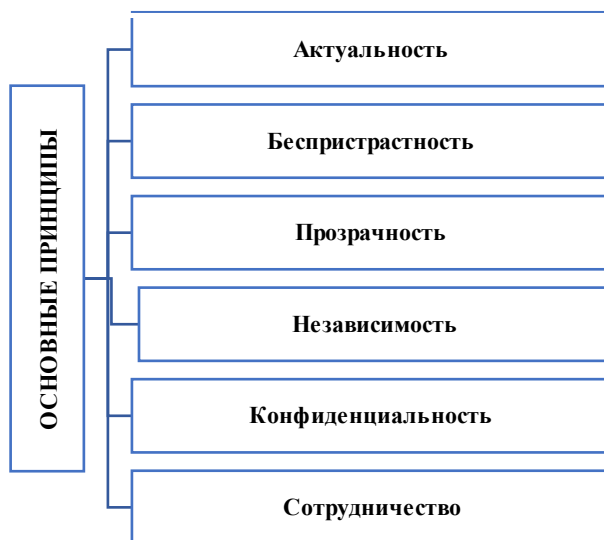 ОСНОВНЫЕ ПРИНЦИПЫ
Актуальность
Беспристрастность
Прозрачность
Независимость
Конфиденциальность
Сотрудничество